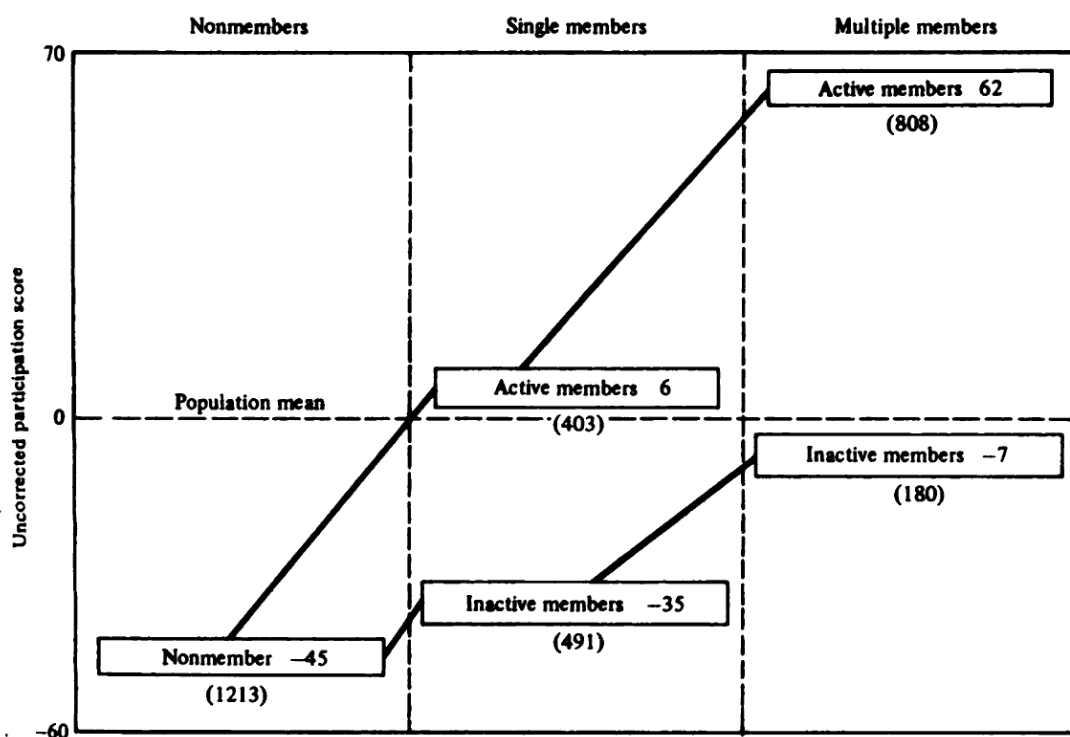 Nonmembers Single members Multiple members
70
Active members 62
(808)
Uncorrected participation score
Active members 6
Population mean
0
(403)
Inactive members −7
(180)
Inactive members −35
(491)
Nonmember −45
(1213)
−60